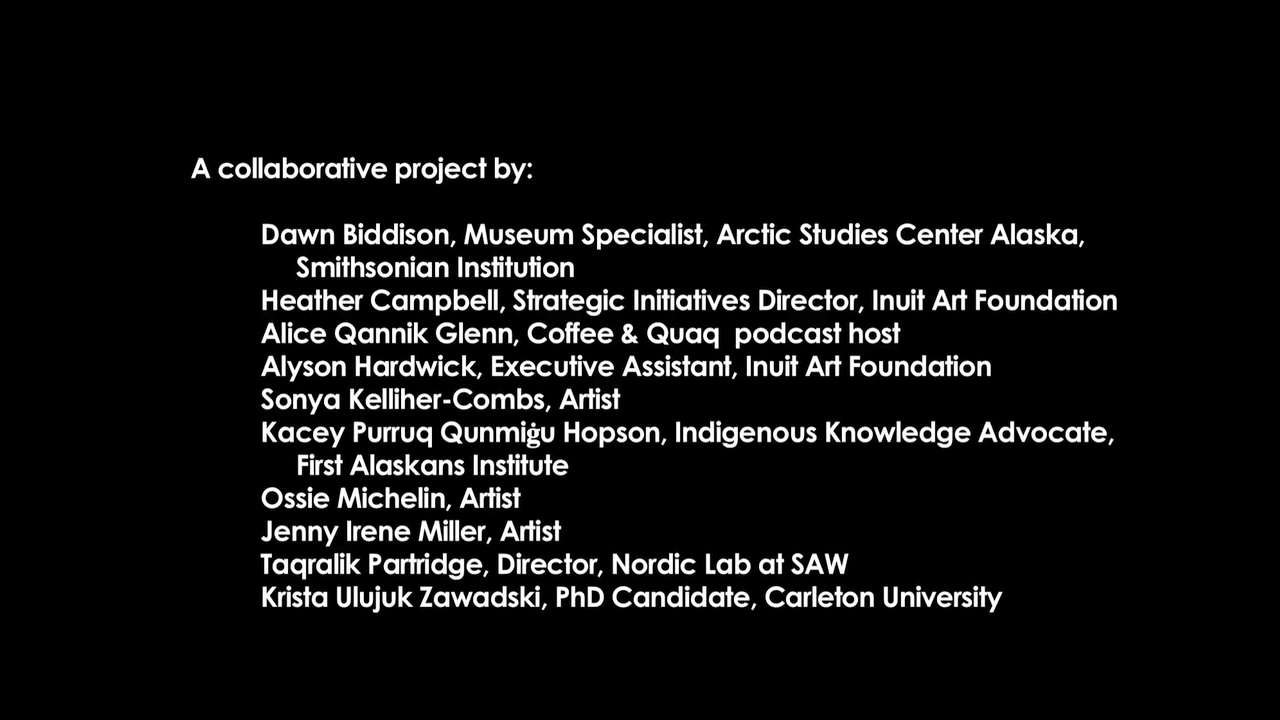 A collaborative project by:
Dawn Biddison, Museum Specialist, Arctic Studies Center Alaska,
Smithsonian Institution
Heather Campbell, Strategic Initiatives Director, Inuit Art Foundation
Alice Qannik Glenn, Coffee & Quaq podcast host
Alyson Hardwick, Executive Assistant, Inuit Art Foundation
Sonya Kelliher-Combs, Artist
Kacey Purruq Qunmiġu Hopson, Indigenous Knowledge Advocate,
First Alaskans Institute
Ossie Michelin, Artist
Jenny Irene Miller, Artist
Taqralik Partridge, Director, Nordic Lab at SAW
Krista Ulujuk Zawadski, PhD Candidate, Carleton University